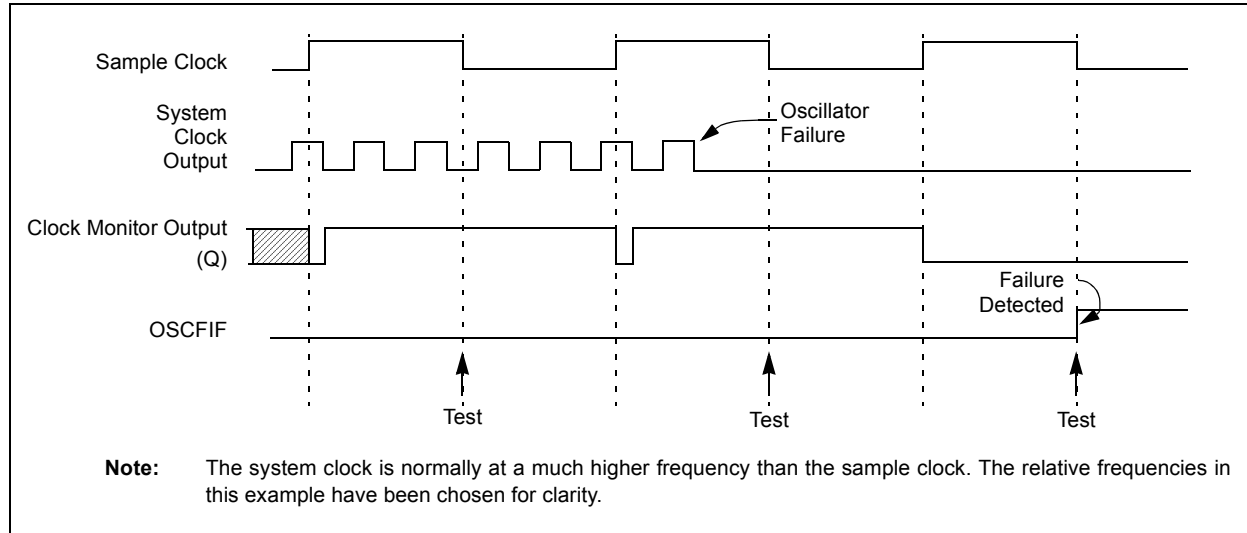 Sample Clock
System
Clock
Output
Oscillator
Failure
Clock Monitor Output
(Q)
Failure
Detected
OSCFIF
Test
Test
Test
Note: The system clock is normally at a much higher frequency than the sample clock. The relative frequencies in
this example have been chosen for clarity.